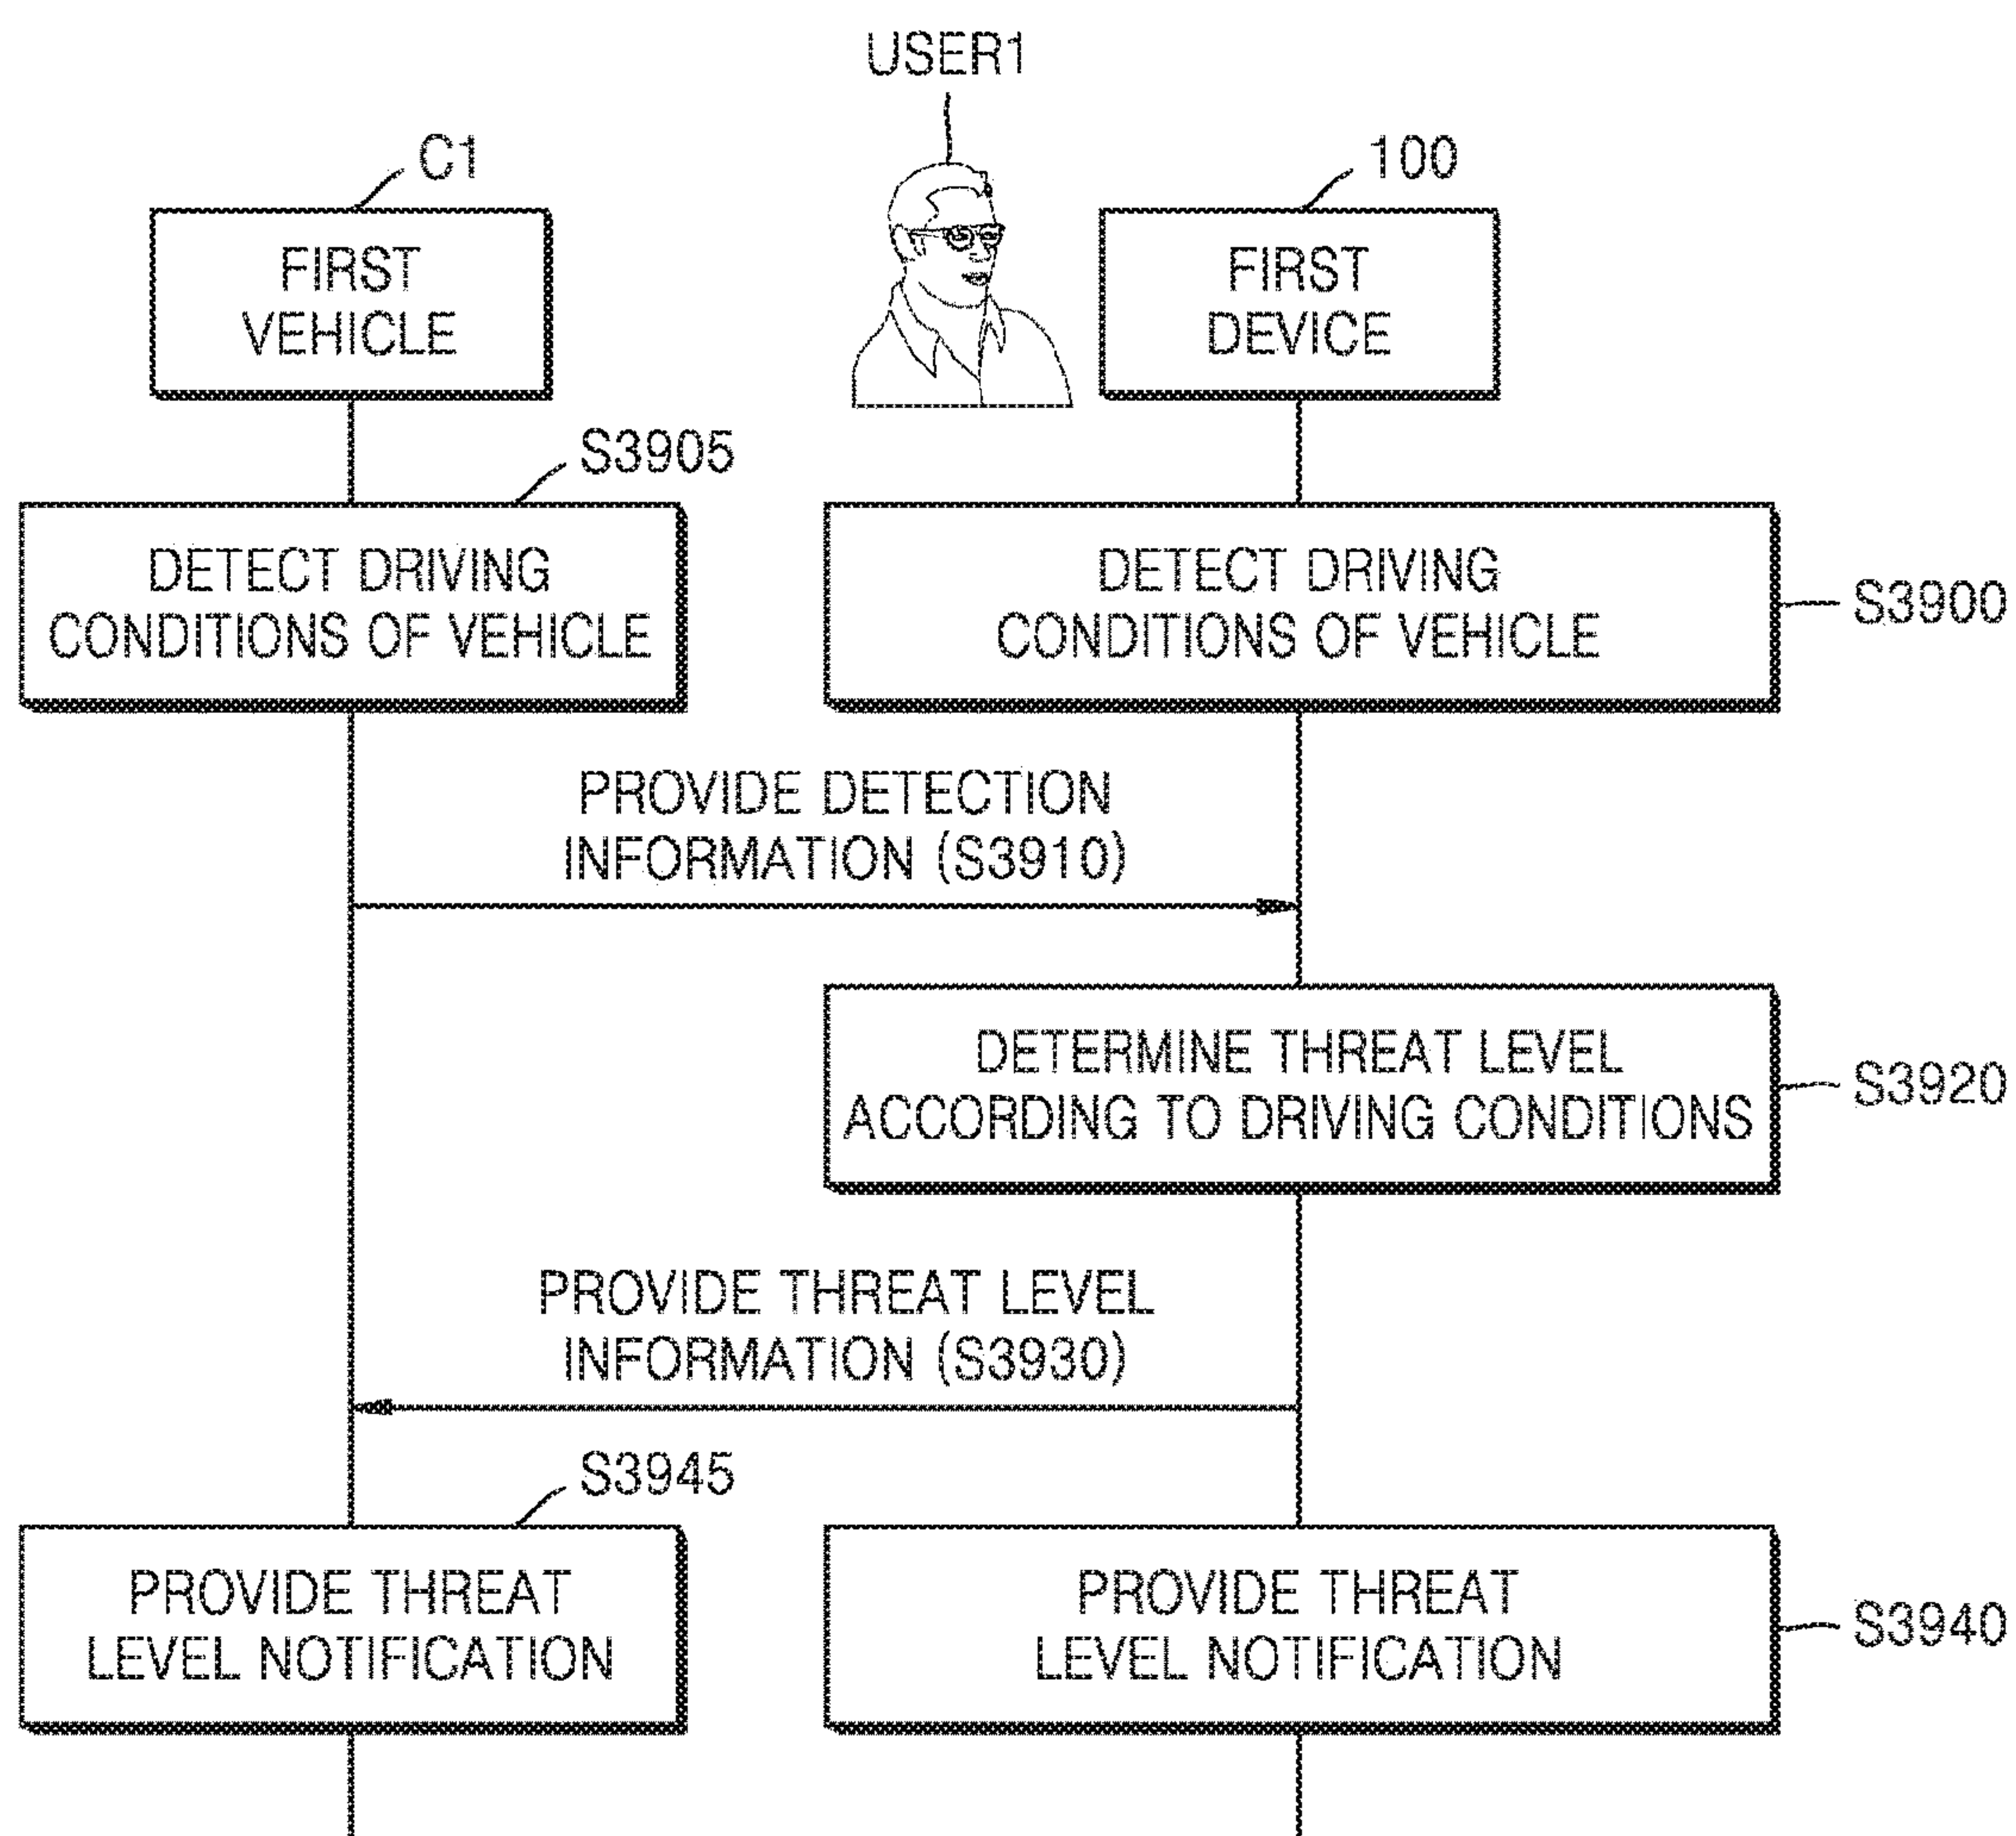 USER1
C1
100
FIRST
VEHICLE
FIRST
DEVICE
S3905
DETECT DRIVING
CONDITIONS OF VEHICLE
DETECT DRIVING
CONDITIONS OF VEHICLE
S3900
PROVIDE DETECTION
INFORMATION (S3910)
DETERMINE THREAT LEVEL
ACCORDING TO DRIVING CONDITIONS
S3920
PROVIDE THREAT LEVEL
INFORMATION (S3930)
S3945
PROVIDE THREAT
LEVEL NOTIFICATION
PROVIDE THREAT
LEVEL NOTIFICATION
S3940